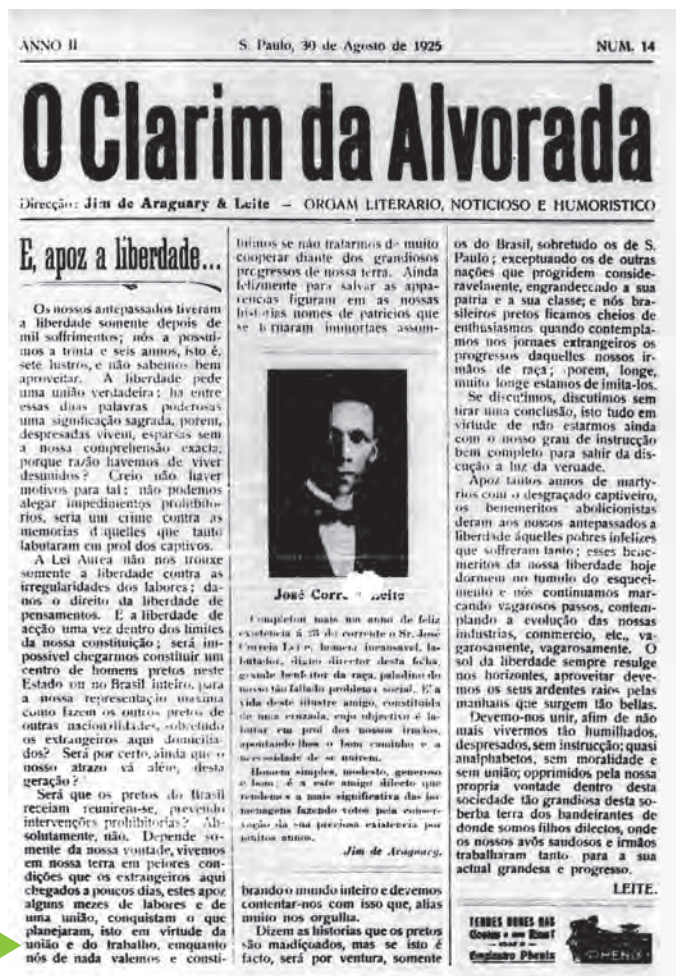 ANNO II S. Paulo, 30 de Agosto de 1925 NUM. 14
O Clarim da Alvorada
Direcção: Jim de Araguary & Leite — ORGAM LITERARIO, NOTICIOSO E HUMORISTICO
E, apoz a liberdade...
Os nossos antepassados tiveram
a liberdade somente depois de
mil soffrimentos; nós a possui-
mos a trinta e seis annos, isto é,
sete lustros, e não sabemos bem
aproveitar. A liberdade pede
uma união verdadeira; ha entre
essas duas palavras poderosas
uma significação sagrada, porem,
despresadas vivem, esparsas sem
a nossa comprehensão exacta,
porque razão havemos de viver
desunidos? Creio não haver
motivos para tal; não podemos
alegar impedimentos prohibito-
rios, seria um crime contra as
memorias d'quelles que tanto
labutaram em prol dos captivos.
A Lei Aurea não nos trouxe
somente a liberdade contra as
irregularidades dos labores; da-
nos o direito da liberdade de
pensamentos. E a liberdade de
acção uma vez dentro dos limites
da nossa constituição; será im-
possivel chegarmos constituir um
centro de homens pretos neste
Estado ou no Brasil inteiro, para
a nossa representação maxima
como fazem os outros pretos de
outras nacionalidades, sobretudo
os extrangeiros aqui domicilia-
dos? Será por certo, ainda que o
nosso atrazo vá além, desta
geração?
Será que os pretos do Brasil
receiam reunirem-se, prevendo
intervenções prohibitorias? Ab-
solutamente, não. Depende so-
mente da nossa vontade, vivemos
em nossa terra em peiores con-
dições que os extrangeiros aqui
chegados a poucos dias, estes apoz
alguns mezes de labores e de
uma união, conquistam o que
planejaram, isto em virtude da
união e do trabalho, emquanto
nós de nada valemos e consti-
tuimos se não tratarmos de muito
cooperar diante dos grandiosos
progressos de nossa terra. Ainda
felizmente para salvar as appa-
rencias figuram em as nossas
historias nomes de patricios que
se tornaram immortaes assom-
José Corr Leite
Completou mais um anno de feliz
existencia á 23 do corrente o Sr. José
Correia Leite, homem incansavel, la-
butador, digno director desta folha,
grande bemfeitor da raça, paladino do
nosso tão fallado problema social. E' a
vida deste illustre amigo, constituida
de uma cruzada, cujo objectivo é la-
butar em prol dos nossos irmãos,
apontando-lhes o bom caminho e a
necessidade de se unirem.
Homem simples, modesto, generoso
e bom; é a este amigo dilecto que
rendemos a mais significativa das ho-
menagens fazendo votos pela conser-
vação da sua preciosa existencia por
muitos annos.
Jim de Araguary.
brando o mundo inteiro e devemos
contentar-nos com isso que, alias
muito nos orgulha.
Dizem as historias que os pretos
são maldiçoados, mas se isto é
facto, será por ventura, somente
os do Brasil, sobretudo os de S.
Paulo; exceptuando os de outras
nações que progridem conside-
ravelmente, engrandecendo a sua
patria e a sua classe; e nós bra-
sileiros pretos ficamos cheios de
enthusiasmos quando contempla-
mos nos jornaes extrangeiros os
progressos daquelles nossos ir-
mãos de raça; porem, longe,
muito longe estamos de imita-los.
Se discutimos, discutimos sem
tirar uma conclusão, isto tudo em
virtude de não estarmos ainda
com o nosso grau de instrucção
bem completo para sahir da dis-
cução a luz da verdade.
Apoz tantos annos de marty-
rios com o desgraçado captiveiro,
os benemeritos abolicionistas
deram aos nossos antepassados a
liberdade áquelles pobres infelizes
que soffreram tanto; esses bene-
meritos da nossa liberdade hoje
dormem no tumulo do esqueci-
mento e nós continuamos mar-
cando vagarosos passos, contem-
plando a evolução das nossas
industrias, commercio, etc., va-
garosamente, vagarosamente. O
sol da liberdade sempre resulge
nos horizontes, aproveitar deve-
mos os seus ardentes raios pelas
manhans que surgem tão bellas.
Devemo-nos unir, afim de não
mais vivermos tão humilhados,
despresados, sem instrucção; quasi
analphabetos, sem moralidade e
sem união; opprimidos pela nossa
propria vontade dentro desta
sociedade tão grandiosa desta so-
berba terra dos bandeirantes de
donde somos filhos dilectos, onde
os nossos avós saudosos e irmãos
trabalharam tanto para a sua
actual grandesa e progresso.
LEITE.
TENDES DORES NAS
Emplastro Phenix
PHENIX